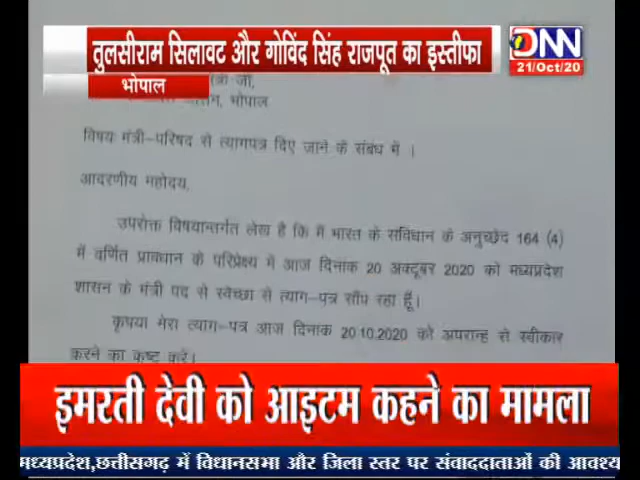 तुलसीराम सिलावट और गोविंद सिंह राजपूत का इस्तीफा
DNN
21/Oct/20
भोपाल
भोपाल
विषय मंत्री-परिषद से त्यागपत्र दिए जाने के संबंध में ।
आदरणीय महोदय,
उपरोक्त विषयान्तर्गत लेख है कि मैं भारत के संविधान के अनुच्छेद 164 (4)
में वर्णित प्रावधान के परिप्रेक्ष्य में आज दिनांक 20 अक्टूबर 2020 को मध्यप्रदेश
शासन के मंत्री पद से स्वेच्छा से त्याग-पत्र सौंप रहा हूँ।
कृपया मेरा त्याग-पत्र आज दिनांक 20.10.2020 को अपरान्ह से स्वीकार
करने का कष्ट करें।
इमरती देवी को आइटम कहने का मामला
मध्यप्रदेश,छत्तीसगढ़ में विधानसभा और जिला स्तर पर संवाददाताओं की आवश्य